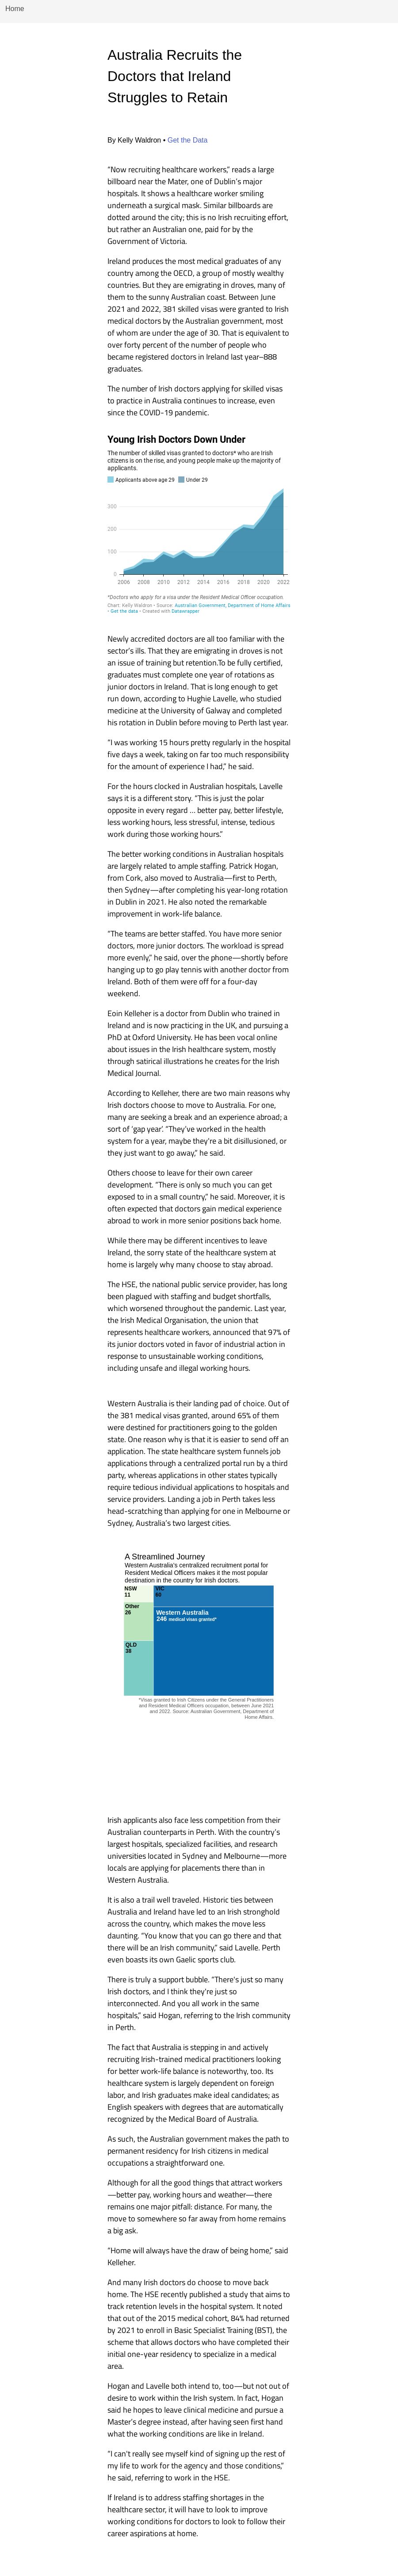 Home
Australia Recruits the
Doctors that Ireland
Struggles to Retain
By Kelly Waldron • Get the Data
“Now recruiting healthcare workers,” reads a large
billboard near the Mater, one of Dublin’s major
hospitals. It shows a healthcare worker smiling
underneath a surgical mask. Similar billboards are
dotted around the city; this is no Irish recruiting effort,
but rather an Australian one, paid for by the
Government of Victoria.
Ireland produces the most medical graduates of any
country among the OECD, a group of mostly wealthy
countries. But they are emigrating in droves, many of
them to the sunny Australian coast. Between June
2021 and 2022, 381 skilled visas were granted to Irish
medical doctors by the Australian government, most
of whom are under the age of 30. That is equivalent to
over forty percent of the number of people who
became registered doctors in Ireland last year–888
graduates.
The number of Irish doctors applying for skilled visas
to practice in Australia continues to increase, even
since the COVID-19 pandemic.
Young Irish Doctors Down Under
The number of skilled visas granted to doctors* who are Irish
citizens is on the rise, and young people make up the majority of
applicants.
Applicants above age 29 Under 29
300
200
100
0
2006 2008 2010 2012 2014 2016 2018 2020 2022
*Doctors who apply for a visa under the Resident Medical Officer occupation.
Chart: Kelly Waldron • Source: Australian Government, Department of Home Affairs
• Get the data • Created with Datawrapper
Newly accredited doctors are all too familiar with the
sector’s ills. That they are emigrating in droves is not
an issue of training but retention.To be fully certified,
graduates must complete one year of rotations as
junior doctors in Ireland. That is long enough to get
run down, according to Hughie Lavelle, who studied
medicine at the University of Galway and completed
his rotation in Dublin before moving to Perth last year.
“I was working 15 hours pretty regularly in the hospital
five days a week, taking on far too much responsibility
for the amount of experience I had,” he said.
For the hours clocked in Australian hospitals, Lavelle
says it is a different story. “This is just the polar
opposite in every regard ... better pay, better lifestyle,
less working hours, less stressful, intense, tedious
work during those working hours.”
The better working conditions in Australian hospitals
are largely related to ample staffing. Patrick Hogan,
from Cork, also moved to Australia—first to Perth,
then Sydney—after completing his year-long rotation
in Dublin in 2021. He also noted the remarkable
improvement in work-life balance.
“The teams are better staffed. You have more senior
doctors, more junior doctors. The workload is spread
more evenly,” he said, over the phone—shortly before
hanging up to go play tennis with another doctor from
Ireland. Both of them were off for a four-day
weekend.
Eoin Kelleher is a doctor from Dublin who trained in
Ireland and is now practicing in the UK, and pursuing a
PhD at Oxford University. He has been vocal online
about issues in the Irish healthcare system, mostly
through satirical illustrations he creates for the Irish
Medical Journal.
According to Kelleher, there are two main reasons why
Irish doctors choose to move to Australia. For one,
many are seeking a break and an experience abroad; a
sort of ‘gap year’. “They’ve worked in the health
system for a year, maybe they’re a bit disillusioned, or
they just want to go away,” he said.
Others choose to leave for their own career
development. “There is only so much you can get
exposed to in a small country,” he said. Moreover, it is
often expected that doctors gain medical experience
abroad to work in more senior positions back home.
While there may be different incentives to leave
Ireland, the sorry state of the healthcare system at
home is largely why many choose to stay abroad.
The HSE, the national public service provider, has long
been plagued with staffing and budget shortfalls,
which worsened throughout the pandemic. Last year,
the Irish Medical Organisation, the union that
represents healthcare workers, announced that 97% of
its junior doctors voted in favor of industrial action in
response to unsustainable working conditions,
including unsafe and illegal working hours.
Western Australia is their landing pad of choice. Out of
the 381 medical visas granted, around 65% of them
were destined for practitioners going to the golden
state. One reason why is that it is easier to send off an
application. The state healthcare system funnels job
applications through a centralized portal run by a third
party, whereas applications in other states typically
require tedious individual applications to hospitals and
service providers. Landing a job in Perth takes less
head-scratching than applying for one in Melbourne or
Sydney, Australia’s two largest cities.
A Streamlined Journey
Western Australia's centralized recruitment portal for
Resident Medical Officers makes it the most popular
destination in the country for Irish doctors.
NSW
11
VIC
60
Other
26
Western Australia
246 medical visas granted*
QLD
38
*Visas granted to Irish Citizens under the General Practitioners
and Resident Medical Officers occupation, between June 2021
and 2022. Source: Australian Government, Department of
Home Affairs.
Irish applicants also face less competition from their
Australian counterparts in Perth. With the country’s
largest hospitals, specialized facilities, and research
universities located in Sydney and Melbourne—more
locals are applying for placements there than in
Western Australia.
It is also a trail well traveled. Historic ties between
Australia and Ireland have led to an Irish stronghold
across the country, which makes the move less
daunting. “You know that you can go there and that
there will be an Irish community,” said Lavelle. Perth
even boasts its own Gaelic sports club.
There is truly a support bubble. “There's just so many
Irish doctors, and I think they're just so
interconnected. And you all work in the same
hospitals,” said Hogan, referring to the Irish community
in Perth.
The fact that Australia is stepping in and actively
recruiting Irish-trained medical practitioners looking
for better work-life balance is noteworthy, too. Its
healthcare system is largely dependent on foreign
labor, and Irish graduates make ideal candidates; as
English speakers with degrees that are automatically
recognized by the Medical Board of Australia.
As such, the Australian government makes the path to
permanent residency for Irish citizens in medical
occupations a straightforward one.
Although for all the good things that attract workers
—better pay, working hours and weather—there
remains one major pitfall: distance. For many, the
move to somewhere so far away from home remains
a big ask.
“Home will always have the draw of being home,” said
Kelleher.
And many Irish doctors do choose to move back
home. The HSE recently published a study that aims to
track retention levels in the hospital system. It noted
that out of the 2015 medical cohort, 84% had returned
by 2021 to enroll in Basic Specialist Training (BST), the
scheme that allows doctors who have completed their
initial one-year residency to specialize in a medical
area.
Hogan and Lavelle both intend to, too—but not out of
desire to work within the Irish system. In fact, Hogan
said he hopes to leave clinical medicine and pursue a
Master’s degree instead, after having seen first hand
what the working conditions are like in Ireland.
“I can’t really see myself kind of signing up the rest of
my life to work for the agency and those conditions,”
he said, referring to work in the HSE.
If Ireland is to address staffing shortages in the
healthcare sector, it will have to look to improve
working conditions for doctors to look to follow their
career aspirations at home.